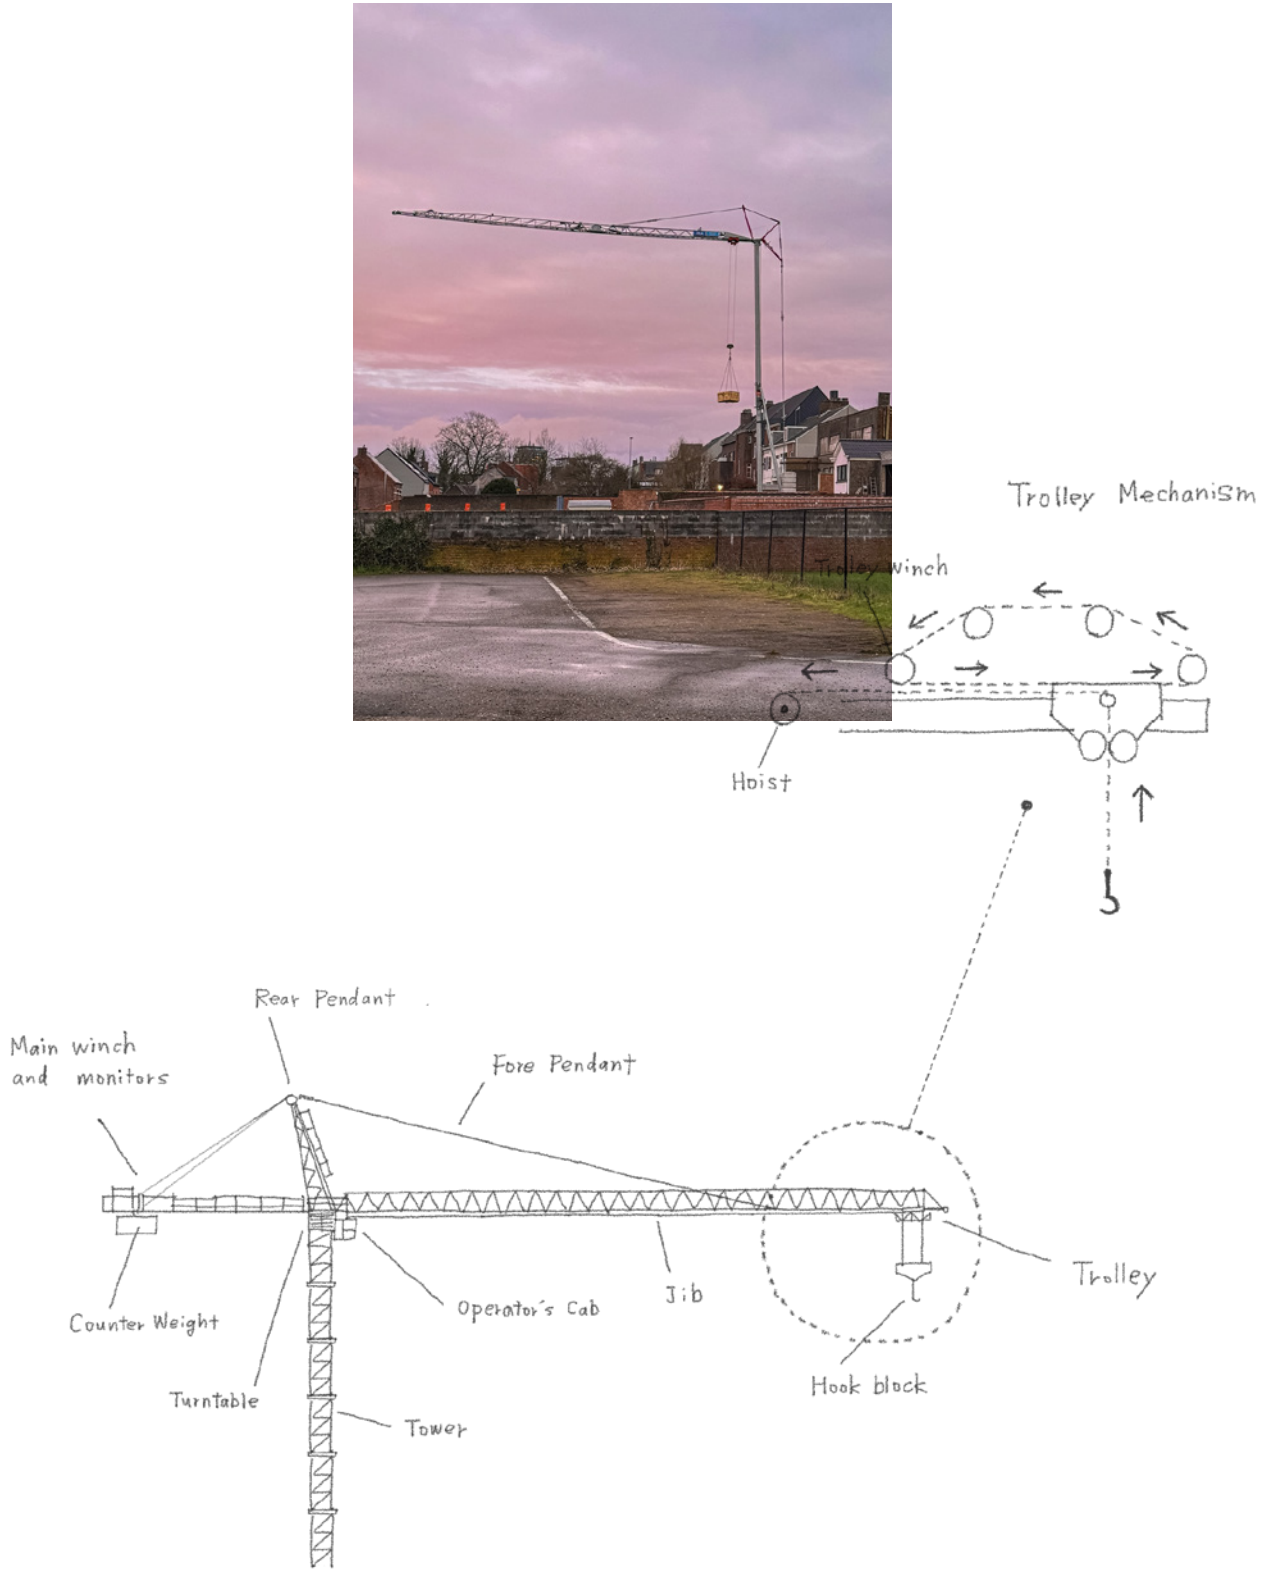 Trolley Mechanism
Trolley winch
Hoist
Rear Pendant
Main winch
and monitors
Fore Pendant
Counter Weight
Operator's Cab
Jib
Trolley
Hook block
Turntable
Tower